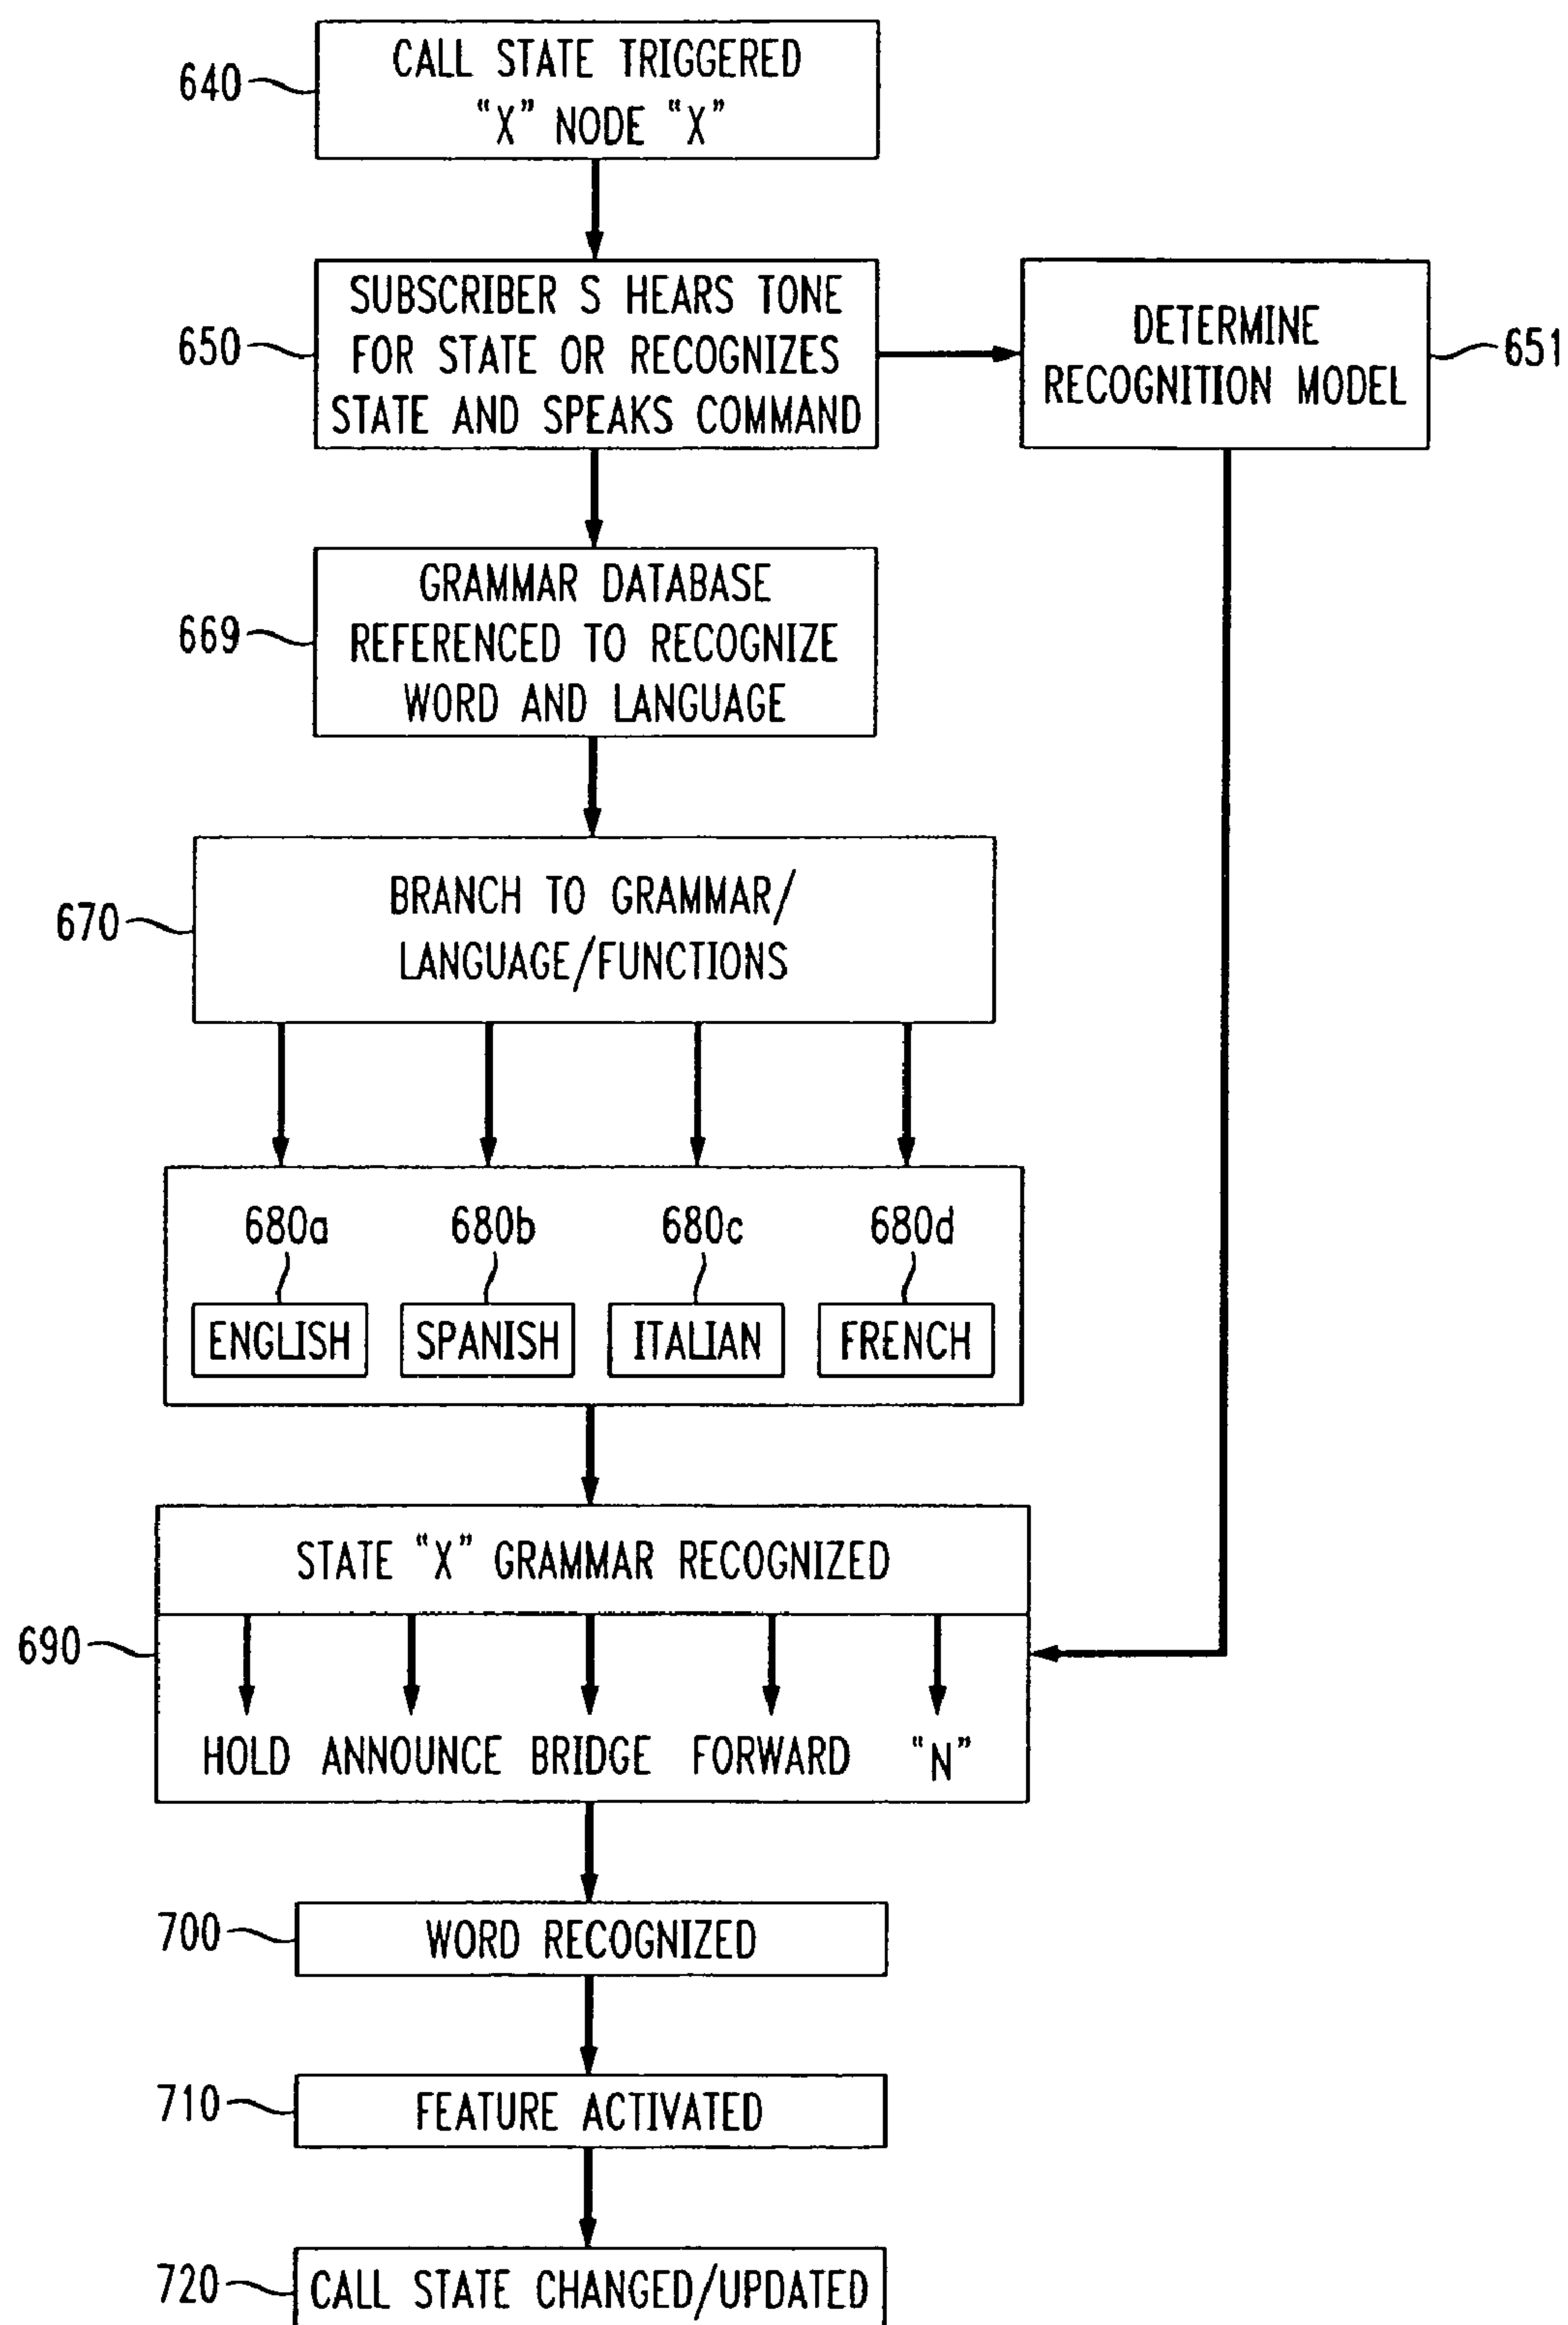 640
CALL STATE TRIGGERED
“X” NODE “X”
650
SUBSCRIBER S HEARS TONE
FOR STATE OR RECOGNIZES
STATE AND SPEAKS COMMAND
DETERMINE
RECOGNITION MODEL
651
669
GRAMMAR DATABASE
REFERENCED TO RECOGNIZE
WORD AND LANGUAGE
670
BRANCH TO GRAMMAR/
LANGUAGE/FUNCTIONS
680a 680b 680c 680d
ENGLISH SPANISH ITALIAN FRENCH
STATE “X” GRAMMAR RECOGNIZED
690
HOLD ANNOUNCE BRIDGE FORWARD “N”
700
WORD RECOGNIZED
710
FEATURE ACTIVATED
720
CALL STATE CHANGED/UPDATED